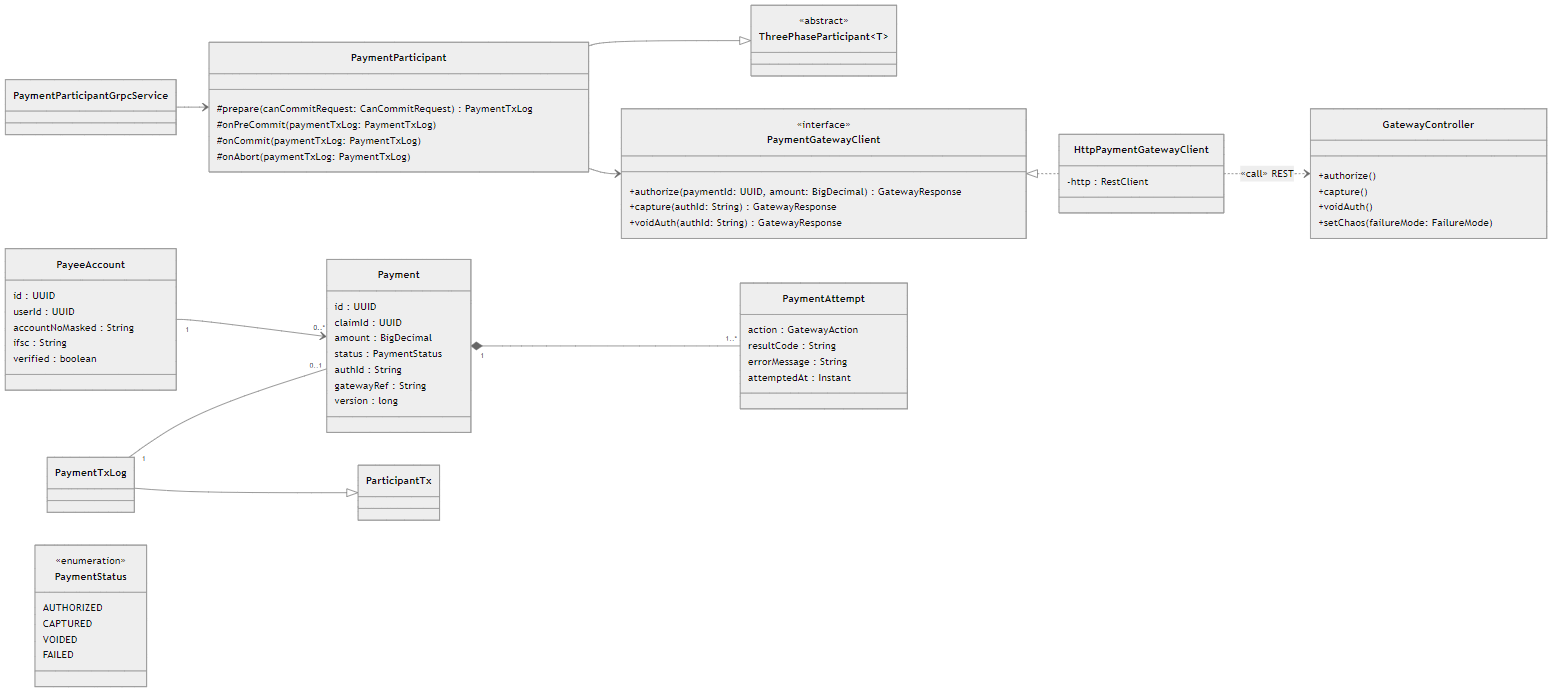 «abstract»
ThreePhaseParticipant<T>
PaymentParticipant
#prepare(canCommitRequest: CanCommitRequest) : PaymentTxLog
#onPreCommit(paymentTxLog: PaymentTxLog)
#onCommit(paymentTxLog: PaymentTxLog)
#onAbort(paymentTxLog: PaymentTxLog)
PaymentParticipantGrpcService
«interface»
PaymentGatewayClient
+authorize(paymentId: UUID, amount: BigDecimal) : GatewayResponse
+capture(authId: String) : GatewayResponse
+voidAuth(authId: String) : GatewayResponse
HttpPaymentGatewayClient
-http : RestClient
«call» REST
GatewayController
+authorize()
+capture()
+voidAuth()
+setChaos(failureMode: FailureMode)
PayeeAccount
id : UUID
userId : UUID
accountNoMasked : String
ifsc : String
verified : boolean
1
0..*
Payment
id : UUID
claimId : UUID
amount : BigDecimal
status : PaymentStatus
authId : String
gatewayRef : String
version : long
0..1
1
1
1..*
PaymentAttempt
action : GatewayAction
resultCode : String
errorMessage : String
attemptedAt : Instant
PaymentTxLog
ParticipantTx
«enumeration»
PaymentStatus
AUTHORIZED
CAPTURED
VOIDED
FAILED